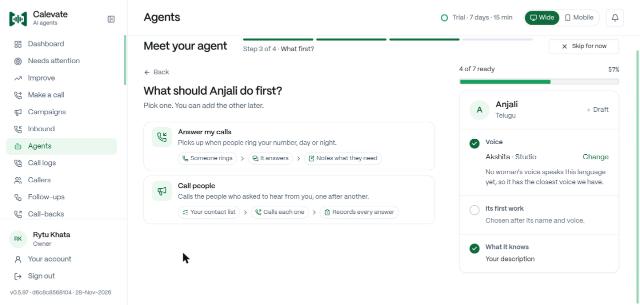 Calevate
AI agents
Dashboard
Needs attention
Improve
Make a call
Campaigns
Inbound
Agents
Call logs
Callers
Follow-ups
Call-backs
RK
Rytu Khata
Owner
Your account
Sign out
Agents
Trial · 7 days · 15 min
Wide
Mobile
Meet your agent
Step 3 of 4 · What first?
Skip for now
← Back
What should Anjali do first?
Pick one. You can add the other later.
Answer my calls
Picks up when people ring your number, day or night.
Someone rings > It answers > Notes what they need
Call people
Calls the people who asked to hear from you, one after another.
Your contact list > Calls each one > Records every answer
4 of 7 ready 57%
A
Anjali
Telugu
Draft
Voice
Akshita · Studio Change
No woman's voice speaks this language
yet, so it has the closest voice we have.
Its first work
Chosen after its name and voice.
What it knows
Your description